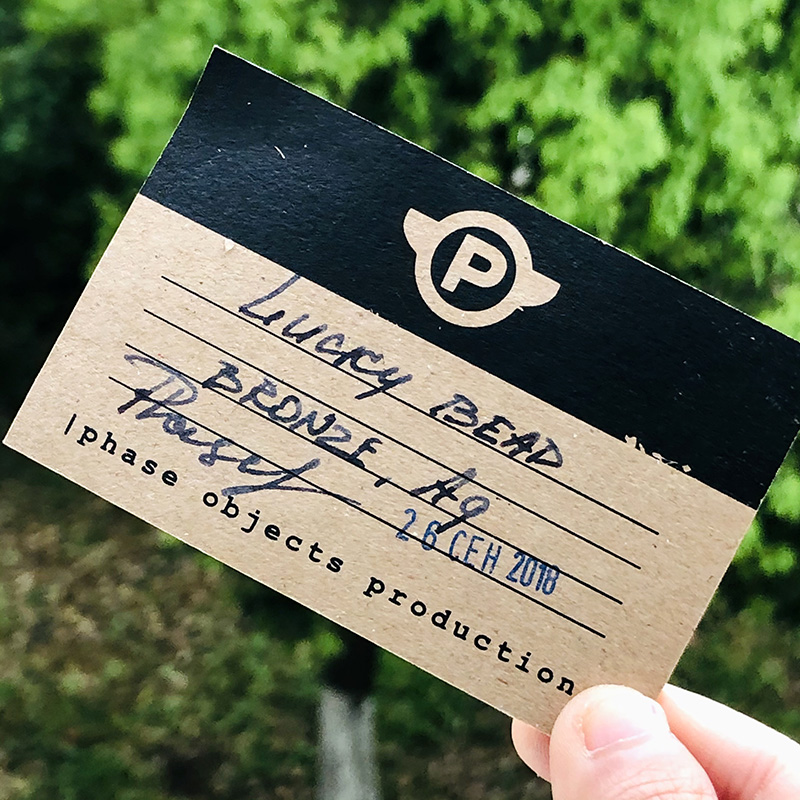 P
Lucky BEAD
BRONZE, Ag
26 СЕН 2018
|phase objects production